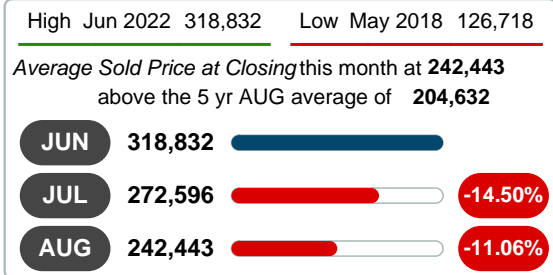 High Jun 2022 318,832 Low May 2018 126,718
Average Sold Price at Closing this month at 242,443
above the 5 yr AUG average of 204,632
JUN 318,832
JUL 272,596 -14.50%
AUG 242,443 -11.06%